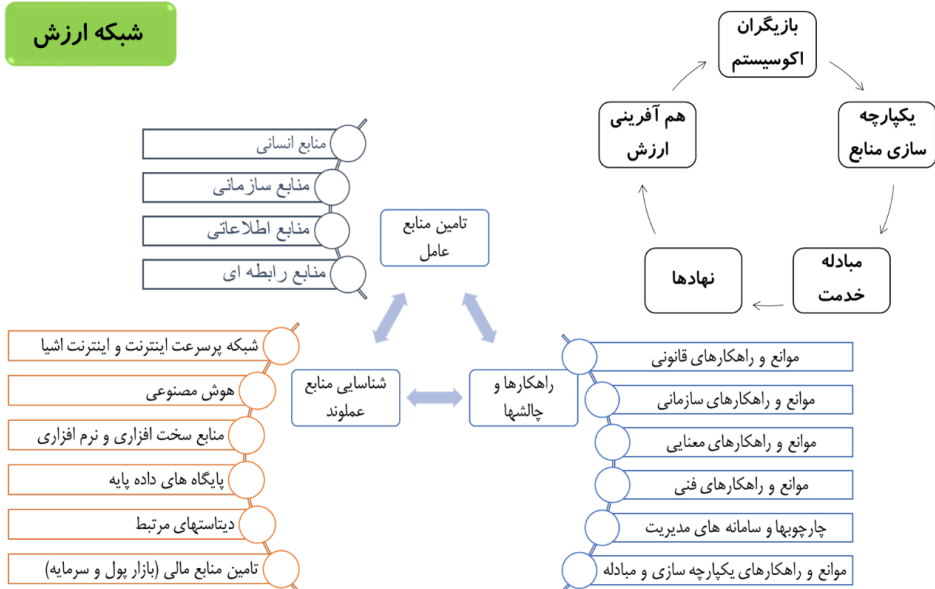 شبکه ارزش
بازیگران
اکوسیستم
یکپارچه
سازی منابع
مبادله
خدمت
نهادها
هم آفرینی
ارزش
تامین منابع
عامل
منابع انسانی
منابع سازمانی
منابع اطلاعاتی
منابع رابطه ای
راهکارها و
چالشها
موانع و راهکارهای قانونی
موانع و راهکارهای سازمانی
موانع و راهکارهای معنایی
موانع و راهکارهای فنی
چارچوبها و سامانه های مدیریت
موانع و راهکارهای یکپارچه سازی و مبادله
شناسایی منابع
عملوند
شبکه پرسرعت اینترنت و اینترنت اشیا
هوش مصنوعی
منابع سخت افزاری و نرم افزاری
پایگاه های داده پایه
دیتاستهای مرتبط
تامین منابع مالی (بازار پول و سرمایه)